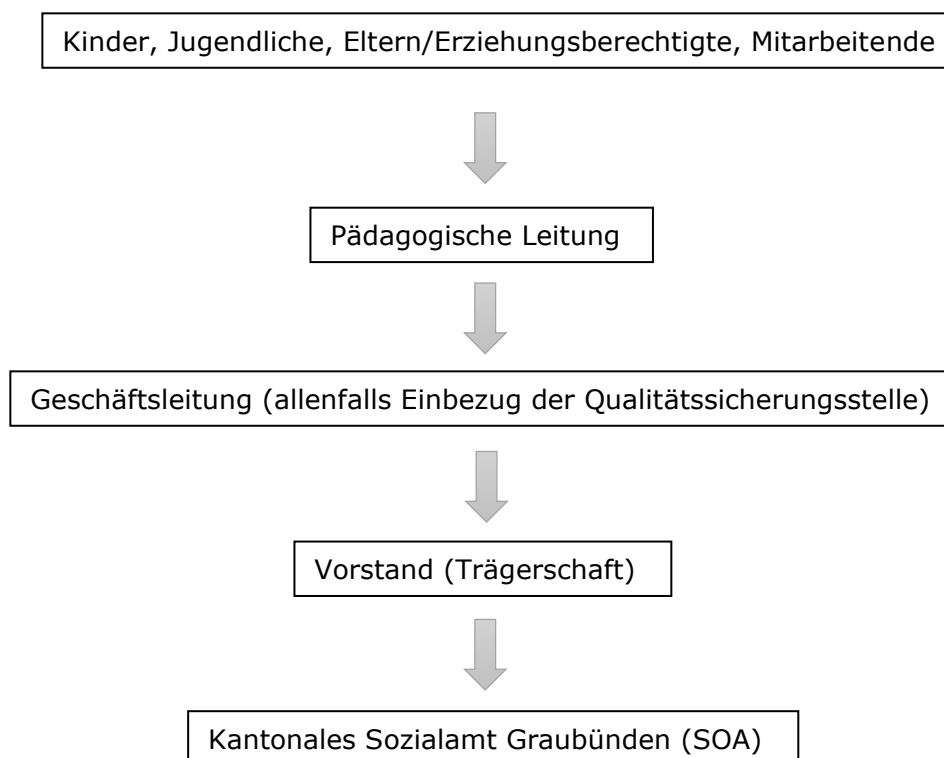 Kinder, Jugendliche, Eltern/Erziehungsberechtigte, Mitarbeitende
Pädagogische Leitung
Geschäftsleitung (allenfalls Einbezug der Qualitätssicherungsstelle)
Vorstand (Trägerschaft)
Kantonales Sozialamt Graubünden (SOA)